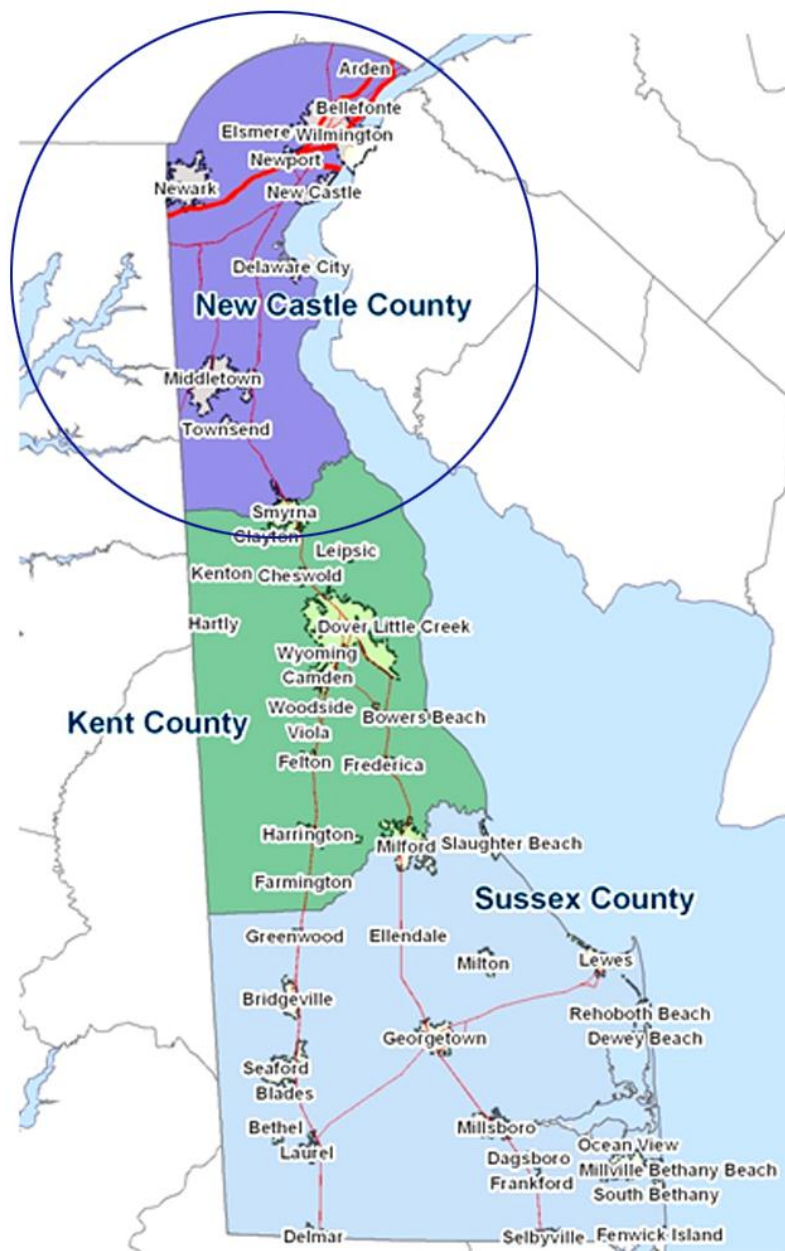 Arden
Bellefonte
Elsmere Wilmington
Newport
Newark
New Castle
Delaware City
New Castle County
Middletown
Townsend
Smyrna
Clayton
Leipsic
Kenton Cheswold
Hartly
Dover Little Creek
Wyoming
Camden
Woodside
Bowers Beach
Kent County
Viola
Felton
Frederica
Harrington
Milford
Slaughter Beach
Farmington
Sussex County
Greenwood
Ellendale
Milton
Lewes
Bridgeville
Rehoboth Beach
Georgetown
Dewey Beach
Seaford
Blades
Bethel
Millsboro
Laurel
Ocean View
Dagsboro
Millville Bethany Beach
Frankford
South Bethany
Delmar
Selbyville
Fenwick Island